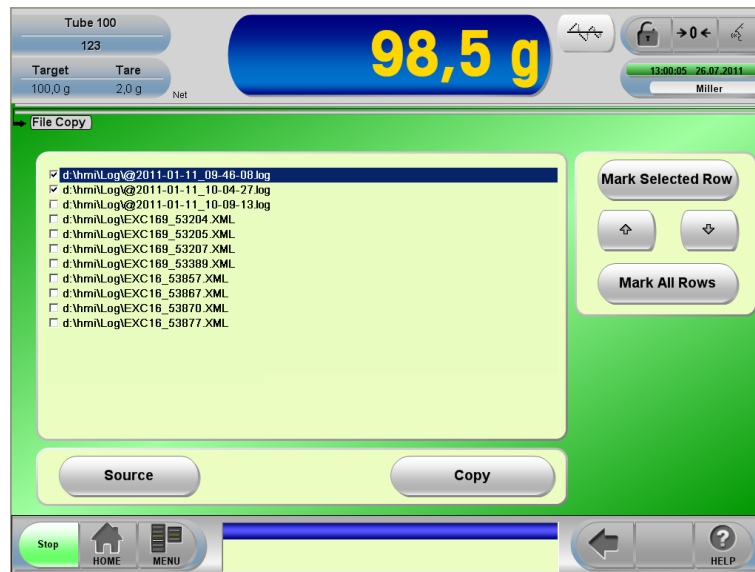 Tube 100
123
Target Tare
100,0 g 2,0 g
Net
98,5 g
→0←
13:00:05 26.07.2011
Miller
File Copy
d:\hmi\Log\@2011-01-11_09-46-08.log
d:\hmi\Log\@2011-01-11_10-04-27.log
d:\hmi\Log\@2011-01-11_10-09-13.log
d:\hmi\Log\EXC169_53204.XML
d:\hmi\Log\EXC169_53205.XML
d:\hmi\Log\EXC169_53207.XML
d:\hmi\Log\EXC169_53389.XML
d:\hmi\Log\EXC16_53857.XML
d:\hmi\Log\EXC16_53867.XML
d:\hmi\Log\EXC16_53870.XML
d:\hmi\Log\EXC16_53877.XML
Mark Selected Row
Mark All Rows
Source Copy
Stop
HOME
MENU
?
HELP